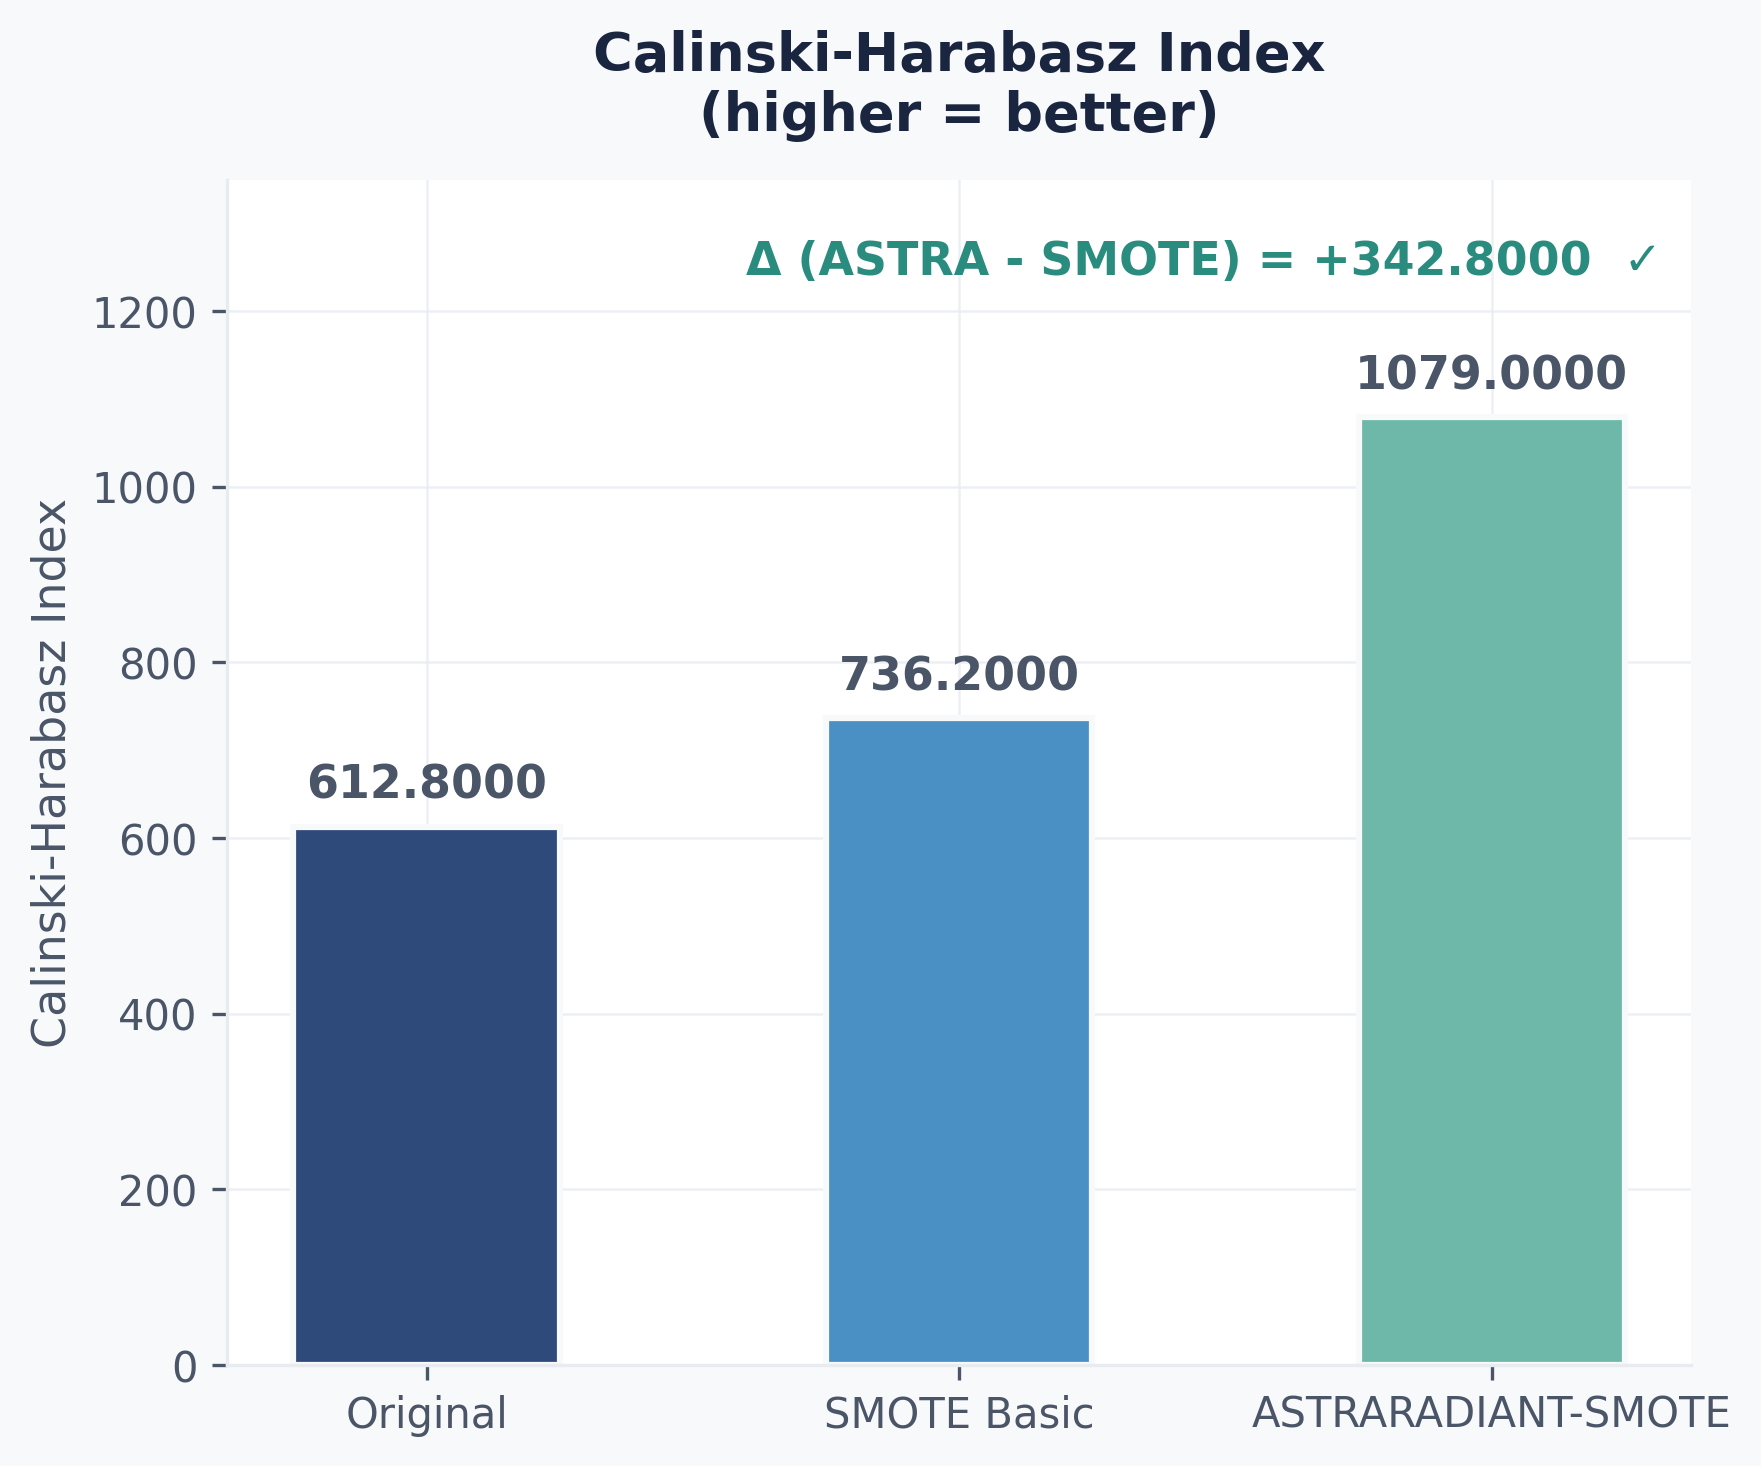 Calinski-Harabasz Index
(higher = better)
Δ (ASTRA - SMOTE) = +342.8000 ✓
1200
1079.0000
1000
800
736.2000
612.8000
600
400
200
0
Calinski-Harabasz Index
Original
SMOTE Basic
ASTRARADIANT-SMOTE